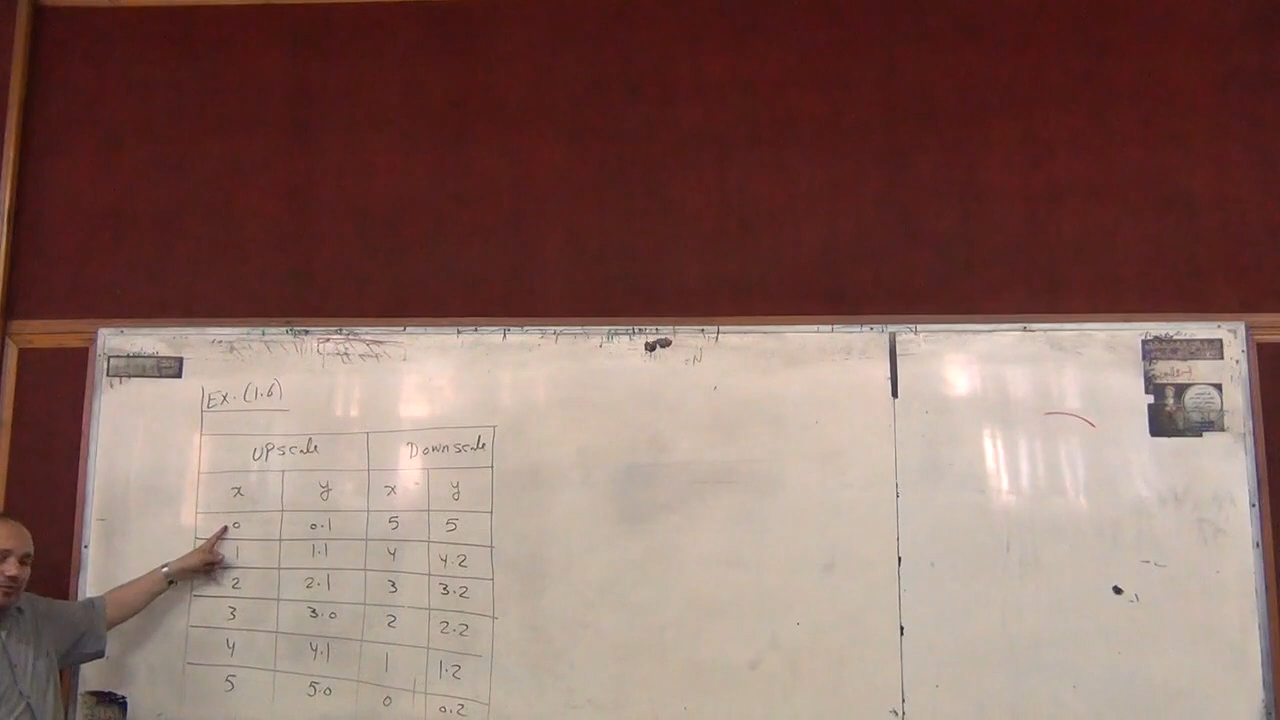 Ex. (1.6)
UPscale Downscale
x y x y
0 0.1 5 5
1 1.1 4 4.2
2 2.1 3 3.2
3 3.0 2 2.2
4 4.1 1 1.2
5 5.0 0 0.2